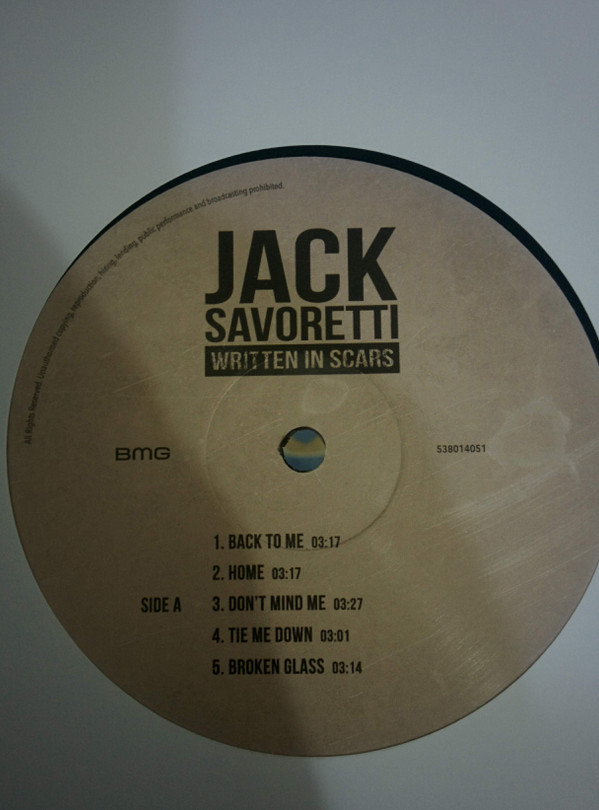 All Rights Reserved. Unauthorised copying, reproduction, hiring, lending, public performance and broadcasting prohibited.
JACK
SAVORETTI
WRITTEN IN SCARS
BMG
538014051
1. BACK TO ME 03:17
2. HOME 03:17
SIDE A 3. DON'T MIND ME 03:27
4. TIE ME DOWN 03:01
5. BROKEN GLASS 03:14